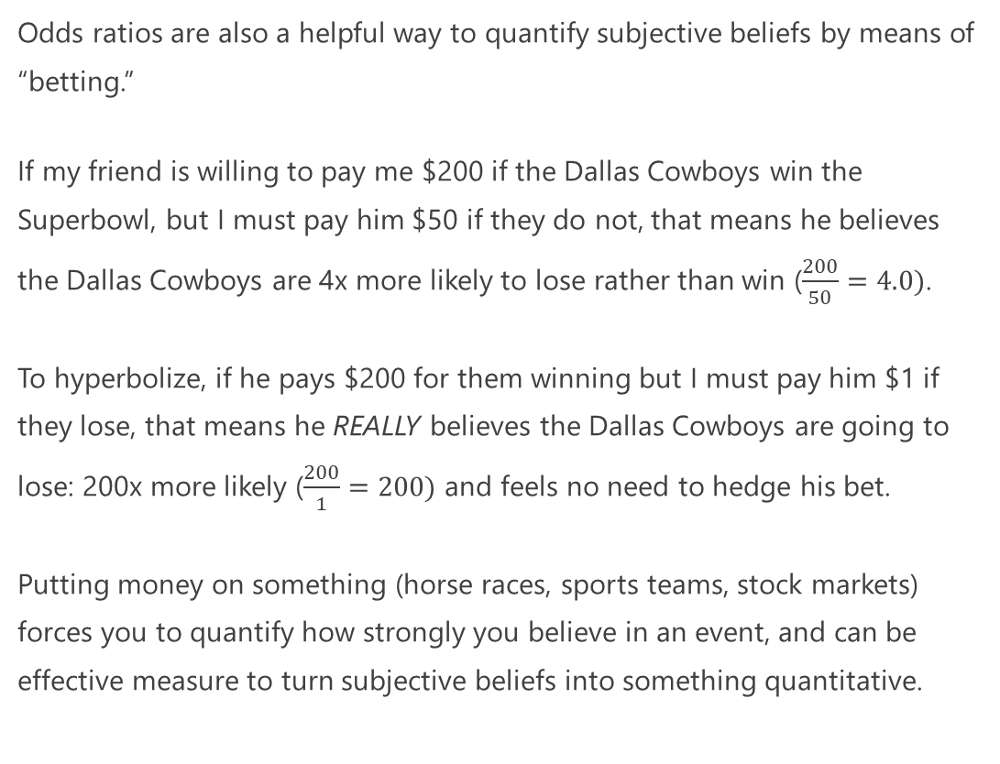 Odds ratios are also a helpful way to quantify subjective beliefs by means of
“betting.”
If my friend is willing to pay me $200 if the Dallas Cowboys win the
Superbowl, but I must pay him $50 if they do not, that means he believes
the Dallas Cowboys are 4x more likely to lose rather than win (200/50 = 4.0).
To hyperbolize, if he pays $200 for them winning but I must pay him $1 if
they lose, that means he REALLY believes the Dallas Cowboys are going to
lose: 200x more likely (200/1 = 200) and feels no need to hedge his bet.
Putting money on something (horse races, sports teams, stock markets)
forces you to quantify how strongly you believe in an event, and can be
effective measure to turn subjective beliefs into something quantitative.